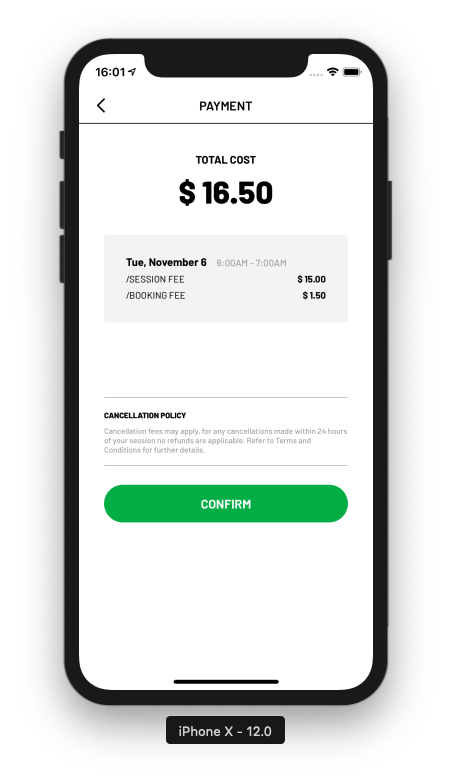 16:01
PAYMENT
TOTAL COST
$ 16.50
Tue, November 6 6:00AM - 7:00AM
/SESSION FEE $ 15.00
/BOOKING FEE $ 1.50
CANCELLATION POLICY
Cancellation fees may apply, for any cancellations made within 24 hours
of your session no refunds are applicable. Refer to Terms and
Conditions for further details.
CONFIRM
iPhone X - 12.0